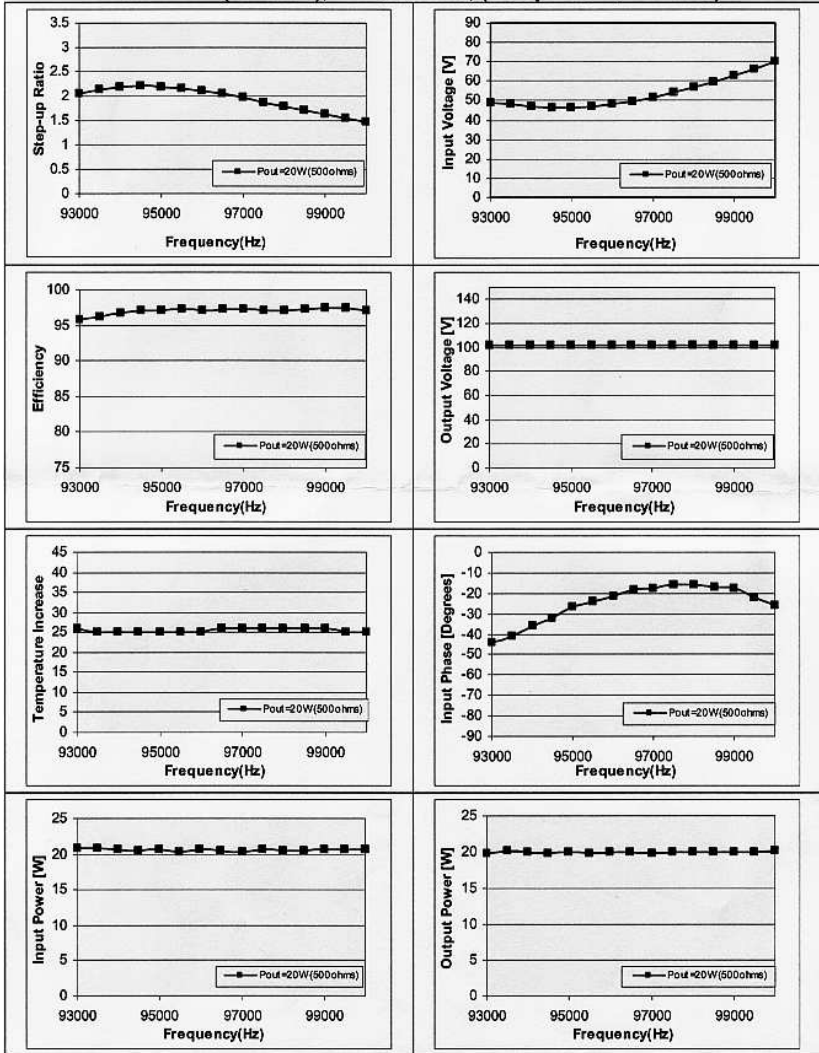 Step-up Ratio
3.5
3
2.5
2
1.5
1
0.5
0
Pout=20W(500ohms)
93000 95000 97000 99000
Frequency(Hz)
Input Voltage [V]
90
80
70
60
50
40
30
20
10
0
Pout=20W(500ohms)
93000 95000 97000 99000
Frequency(Hz)
Efficiency
100
95
90
85
80
75
Pout=20W(500ohms)
93000 95000 97000 99000
Frequency(Hz)
Output Voltage [V]
140
120
100
80
60
40
20
0
Pout=20W(500ohms)
93000 95000 97000 99000
Frequency(Hz)
Temperature Increase
45
40
35
30
25
20
15
10
5
0
Pout=20W(500ohms)
93000 95000 97000 99000
Frequency(Hz)
Input Phase [Degrees]
0
-10
-20
-30
-40
-50
-60
-70
-80
-90
Pout=20W(500ohms)
93000 95000 97000 99000
Frequency(Hz)
Input Power [W]
25
20
15
10
5
0
Pout=20W(500ohms)
93000 95000 97000 99000
Frequency(Hz)
Output Power [W]
25
20
15
10
5
0
Pout=20W(500ohms)
93000 95000 97000 99000
Frequency(Hz)